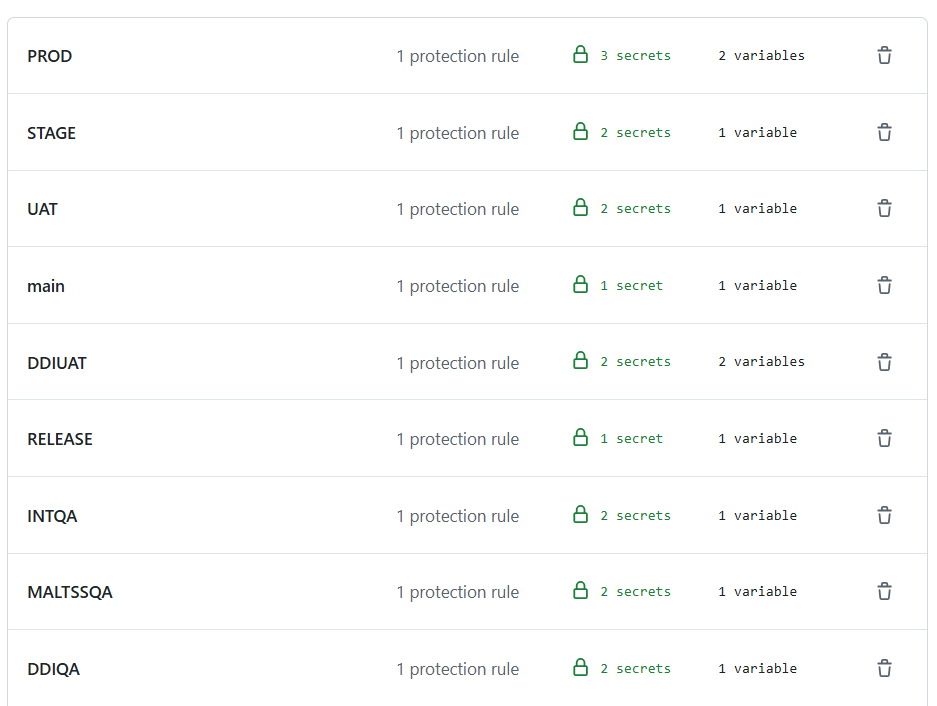 PROD 1 protection rule 3 secrets 2 variables
STAGE 1 protection rule 2 secrets 1 variable
UAT 1 protection rule 2 secrets 1 variable
main 1 protection rule 1 secret 1 variable
DDIUAT 1 protection rule 2 secrets 2 variables
RELEASE 1 protection rule 1 secret 1 variable
INTQA 1 protection rule 2 secrets 1 variable
MALTSSQA 1 protection rule 2 secrets 1 variable
DDIQA 1 protection rule 2 secrets 1 variable